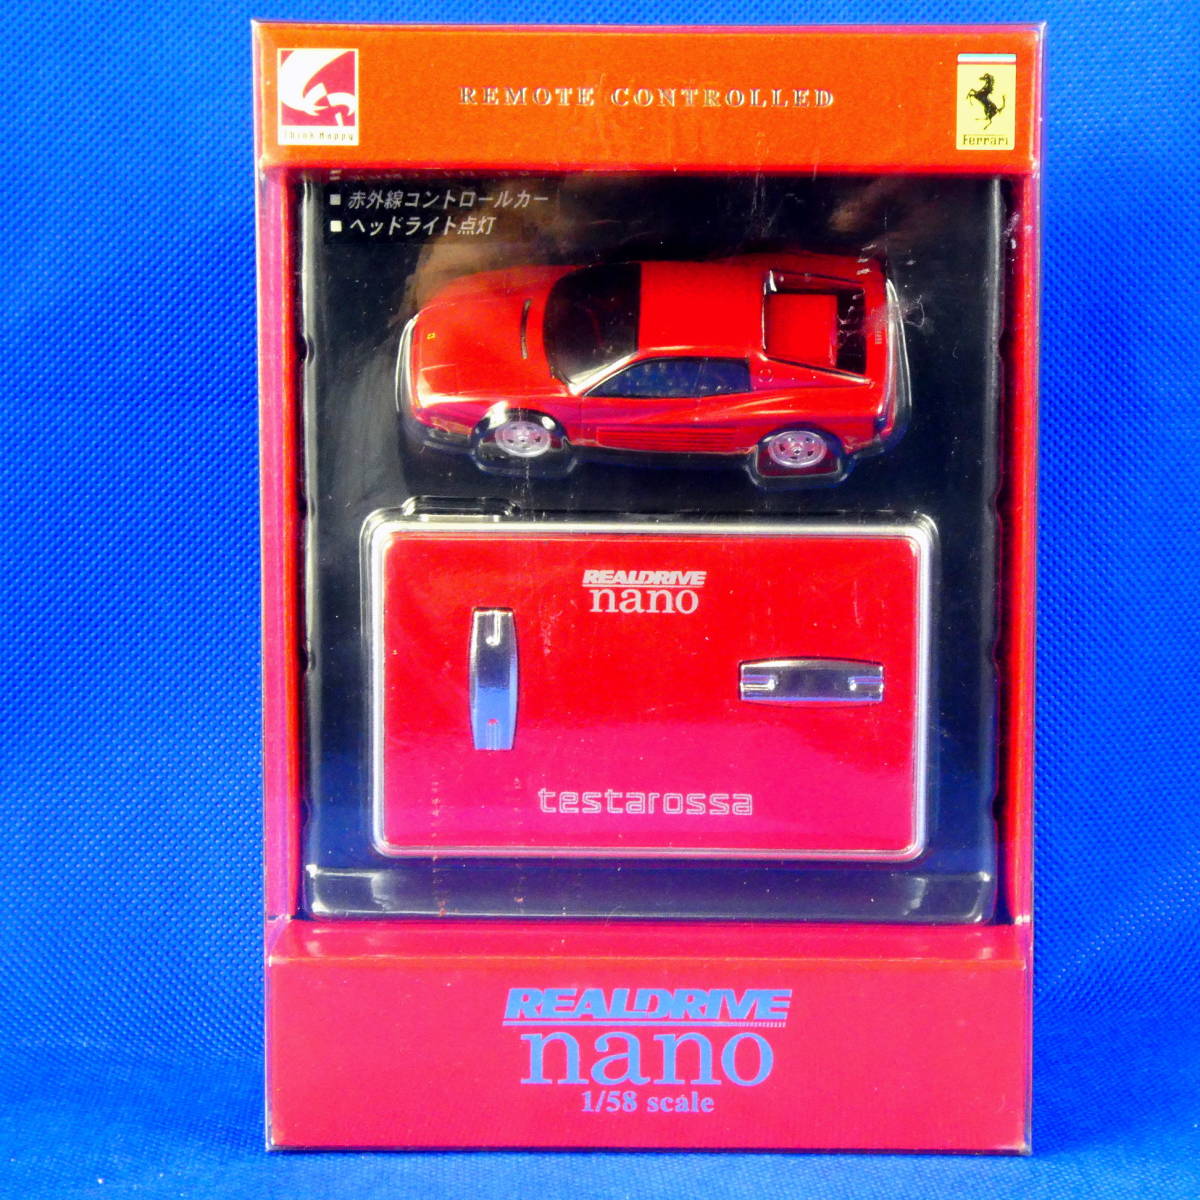 Think Happy
REMOTE CONTROLLED
Ferrari
■ 赤外線コントロールカー
■ ヘッドライト点灯
REALDRIVE
nano
testarossa
REALDRIVE
nano
1/58 scale